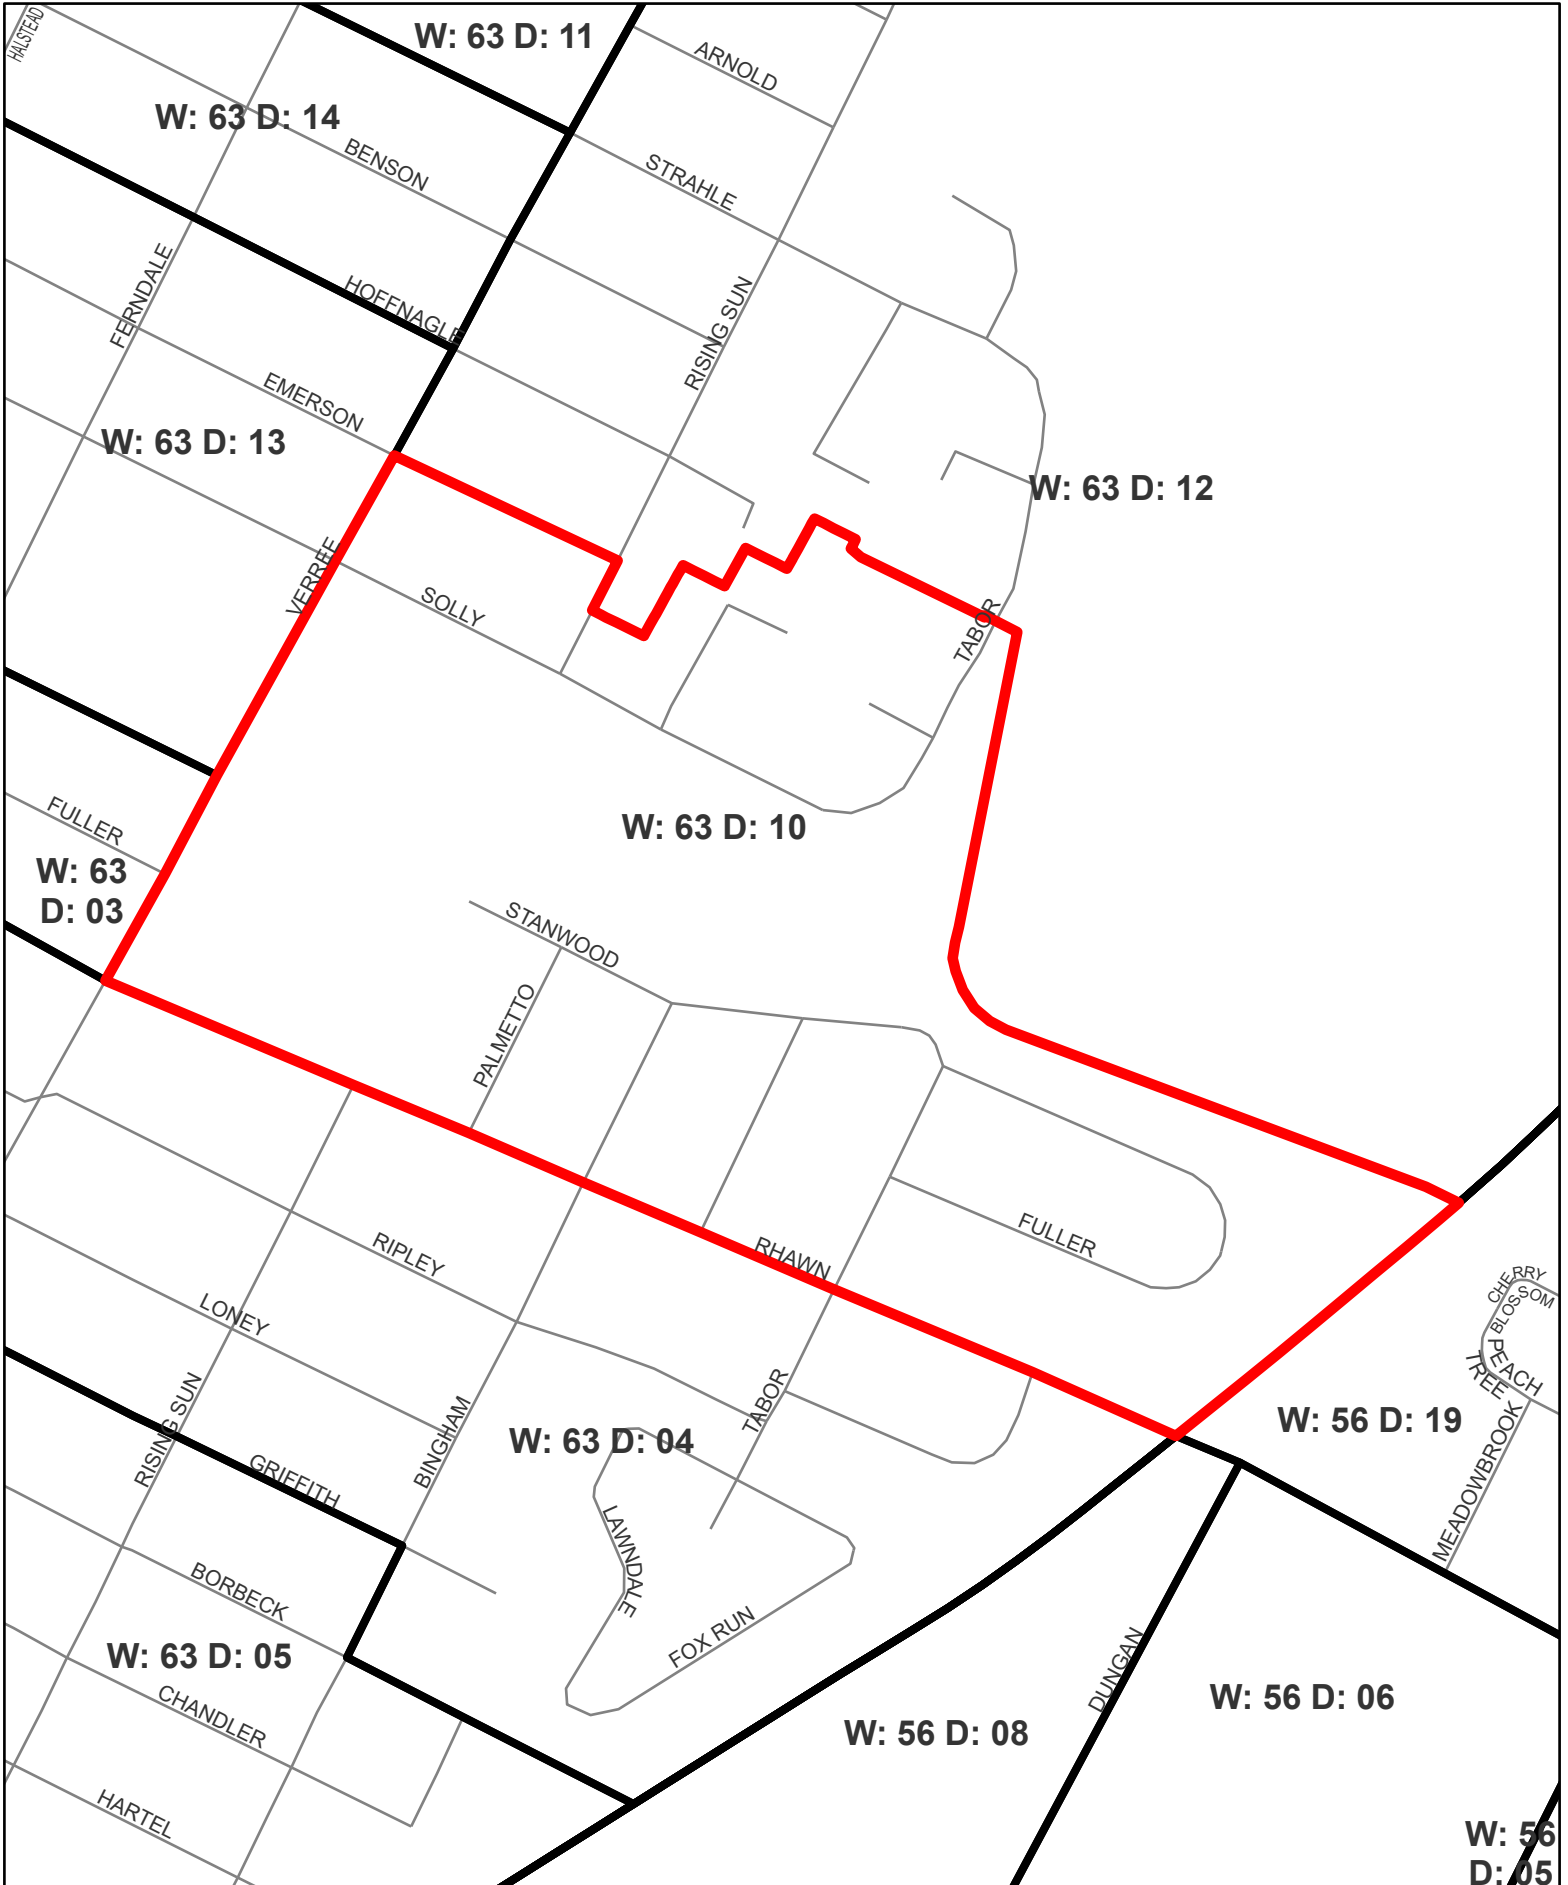 HALSTEAD
W: 63 D: 11
ARNOLD
W: 63 D: 14
BENSON
STRAHLE
FERNDALE
HOFFNAGLE
RISING SUN
EMERSON
W: 63 D: 13
W: 63 D: 12
VERREE
SOLLY
TABOR
FULLER
W: 63 D: 10
W: 63
D: 03
STANWOOD
PALMETTO
RHAWN
FULLER
RIPLEY
LONEY
CHERRY
BLOSSOM
PEACH
TREE
RISING SUN
BINGHAM
TABOR
W: 56 D: 19
W: 63 D: 04
MEADOWBROOK
GRIFFITH
LAWNDALE
BORBECK
FOX RUN
DUNGAN
W: 63 D: 05
W: 56 D: 06
CHANDLER
W: 56 D: 08
HARTEL
W: 56
D: 05